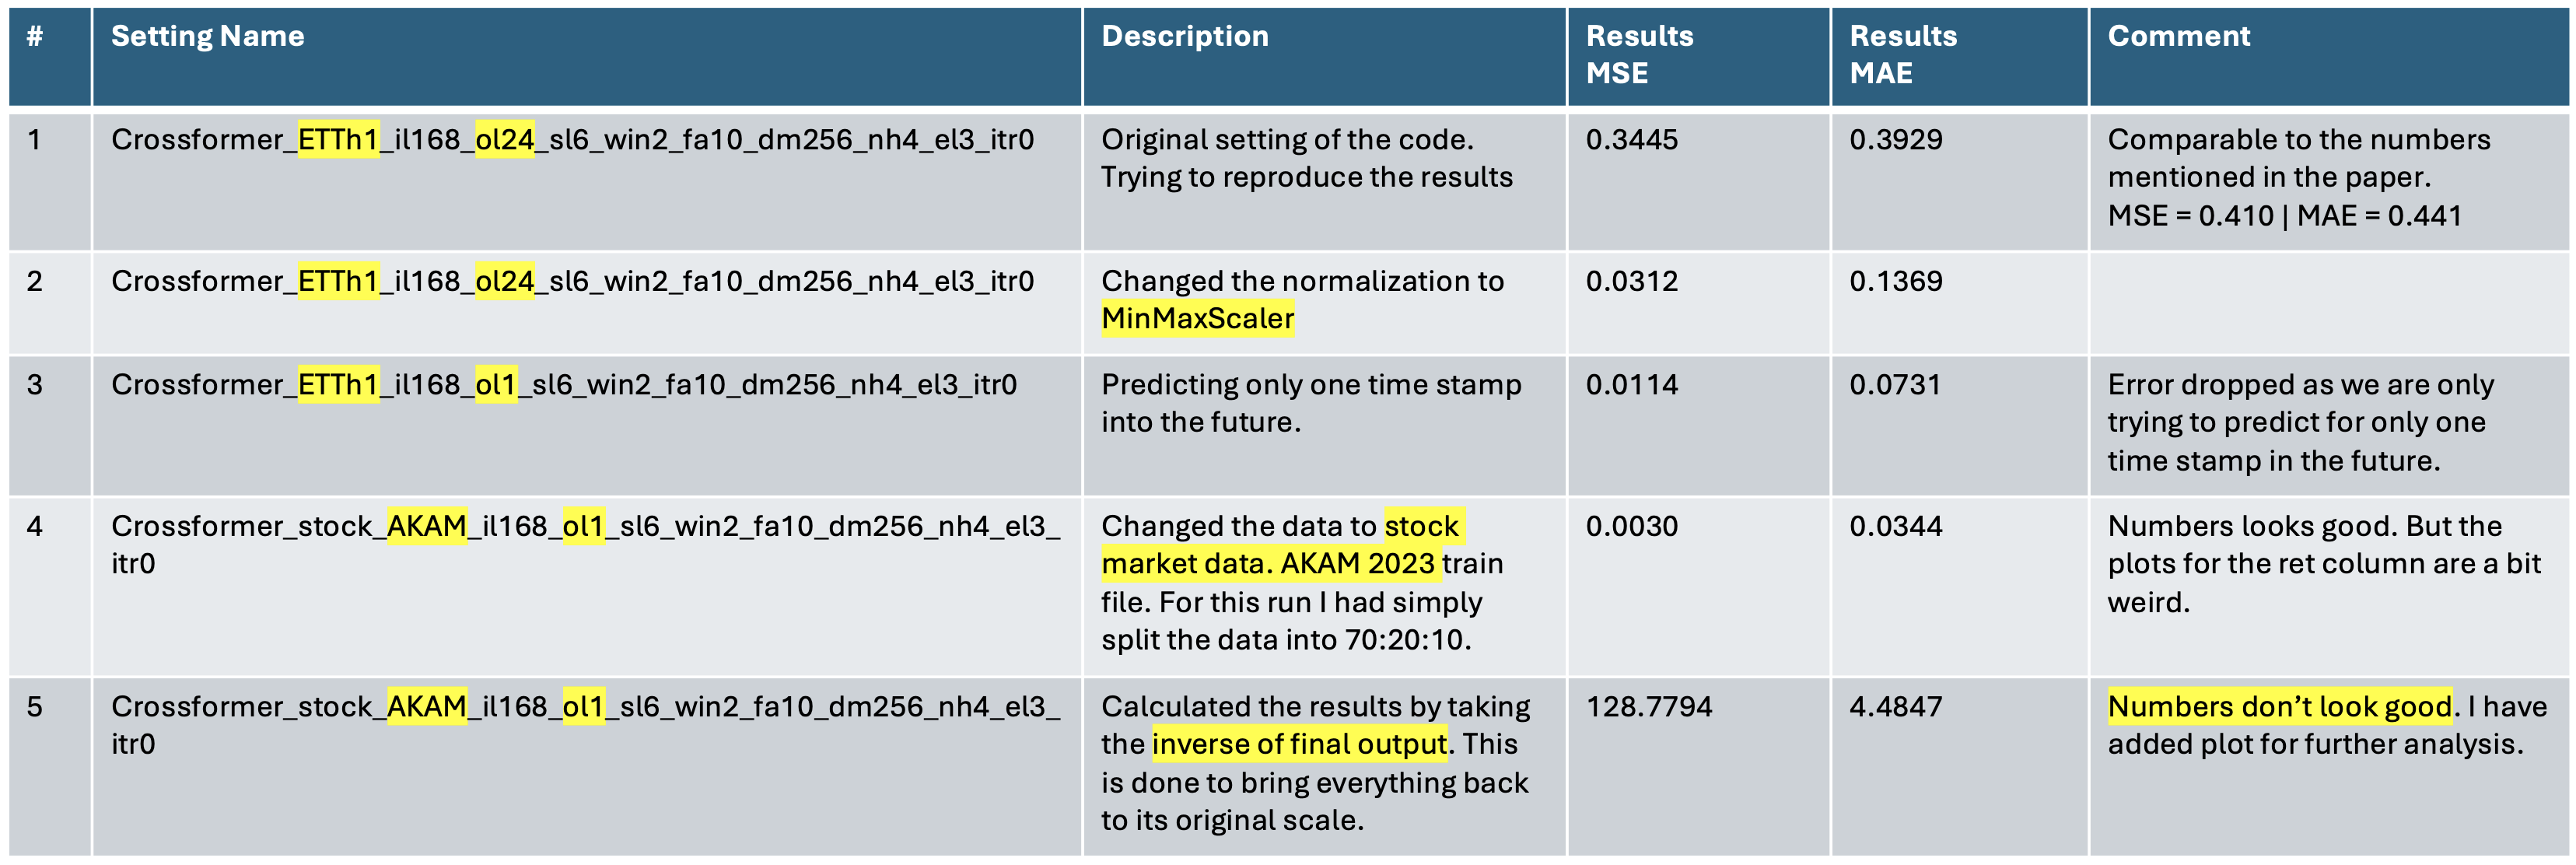 # Setting Name Description Results MSE Results MAE Comment
1 Crossformer_ETTh1_il168_ol24_sl6_win2_fa10_dm256_nh4_el3_itr0
Original setting of the code.
Trying to reproduce the results
0.3445
0.3929
Comparable to the numbers
mentioned in the paper.
MSE = 0.410 | MAE = 0.441
2 Crossformer_ETTh1_il168_ol24_sl6_win2_fa10_dm256_nh4_el3_itr0
Changed the normalization to
MinMaxScaler
0.0312
0.1369
3 Crossformer_ETTh1_il168_ol1_sl6_win2_fa10_dm256_nh4_el3_itr0
Predicting only one time stamp
into the future.
0.0114
0.0731
Error dropped as we are only
trying to predict for only one
time stamp in the future.
4 Crossformer_stock_AKAM_il168_ol1_sl6_win2_fa10_dm256_nh4_el3_
itr0
Changed the data to stock
market data. AKAM 2023 train
file. For this run I had simply
split the data into 70:20:10.
0.0030
0.0344
Numbers looks good. But the
plots for the ret column are a bit
weird.
5 Crossformer_stock_AKAM_il168_ol1_sl6_win2_fa10_dm256_nh4_el3_
itr0
Calculated the results by taking
the inverse of final output. This
is done to bring everything back
to its original scale.
128.7794
4.4847
Numbers don’t look good. I have
added plot for further analysis.